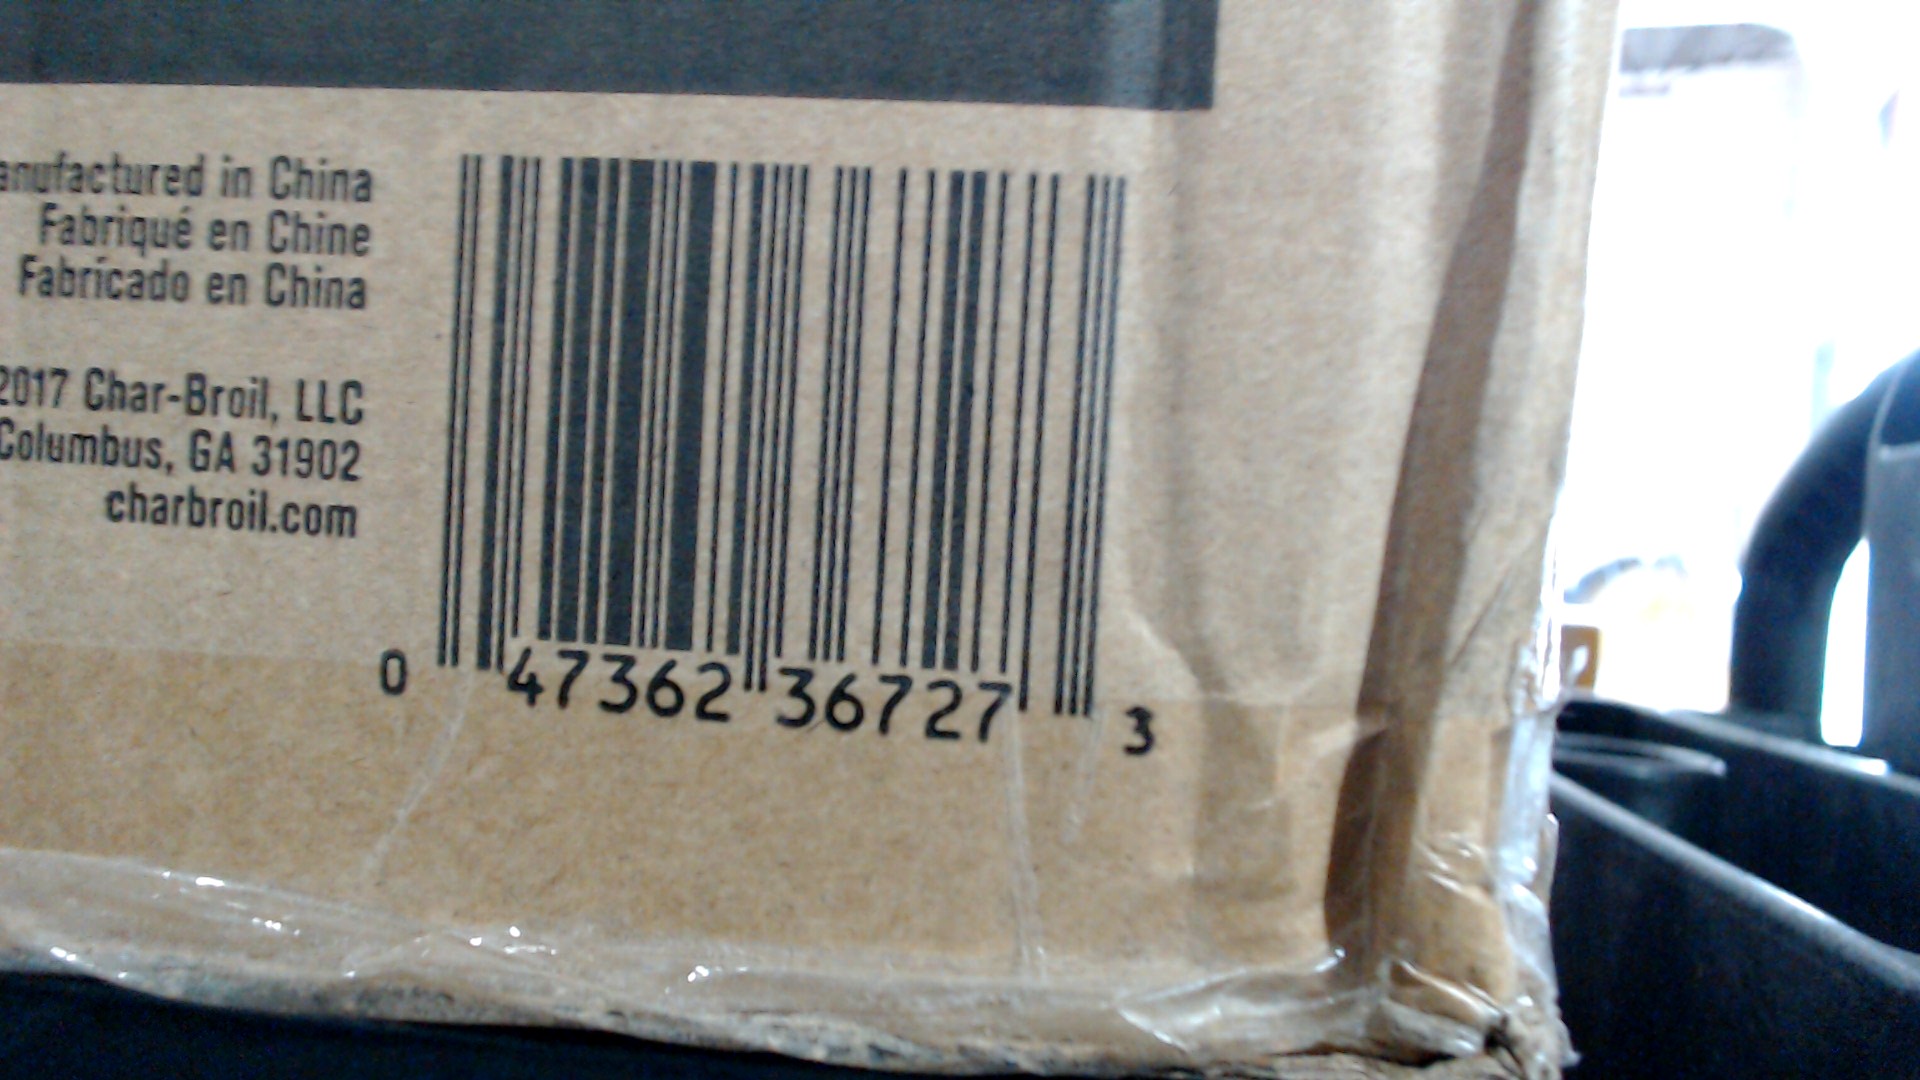 anufactured in China
Fabriqué en Chine
Fabricado en China
2017 Char-Broil, LLC
Columbus, GA 31902
charbroil.com
0 47362 36727 3